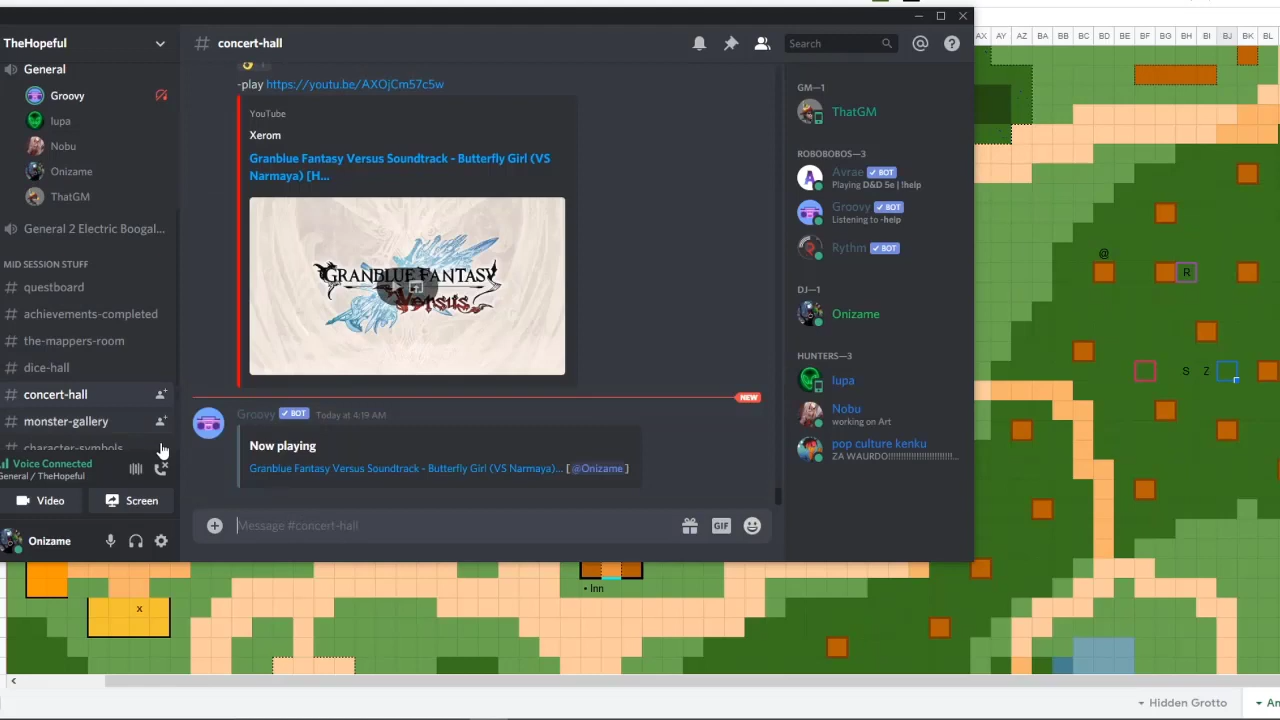 TheHopeful
# concert-hall
Search
General
Groovy
lupa
Nobu
Onizame
ThatGM
General 2 Electric Boogal...
MID SESSION STUFF
# questboard
# achievements-completed
# the-mappers-room
# dice-hall
# concert-hall
# monster-gallery
# character-symbols
Voice Connected
General / TheHopeful
Video
Screen
Onizame
-play https://youtu.be/AXOjCm57c5w
YouTube
Xerom
Granblue Fantasy Versus Soundtrack - Butterfly Girl (VS
Narmaya) [H...
GRANBLUE FANTASY
Versus
NEW
Groovy BOT Today at 4:19 AM
Now playing
Granblue Fantasy Versus Soundtrack - Butterfly Girl (VS Narmaya)... [ @Onizame ]
Message #concert-hall
GIF
GM—1
ThatGM
ROBOBOBOS—3
Avrae BOT
Playing D&D 5e | !help
Groovy BOT
Listening to -help
Rythm BOT
DJ—1
Onizame
HUNTERS—3
lupa
Nobu
working on Art
pop culture kenku
ZA WAURDO!!!!!!!!!!!!!!!!!!!!!!!!!...
AX AY AZ BA BB BC BD BE BF BG BH BI BJ BK BL
@
R
S Z
• Inn
x
Hidden Grotto
An